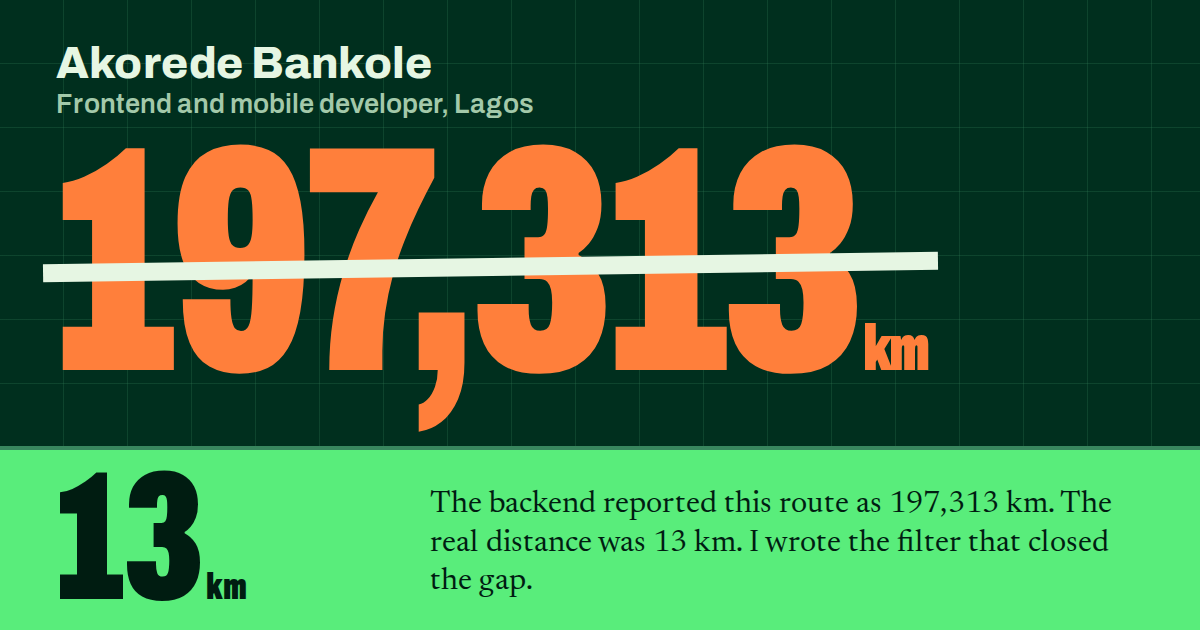 Akorede Bankole
Frontend and mobile developer, Lagos
197,313 km
13 km
The backend reported this route as 197,313 km. The
real distance was 13 km. I wrote the filter that closed
the gap.